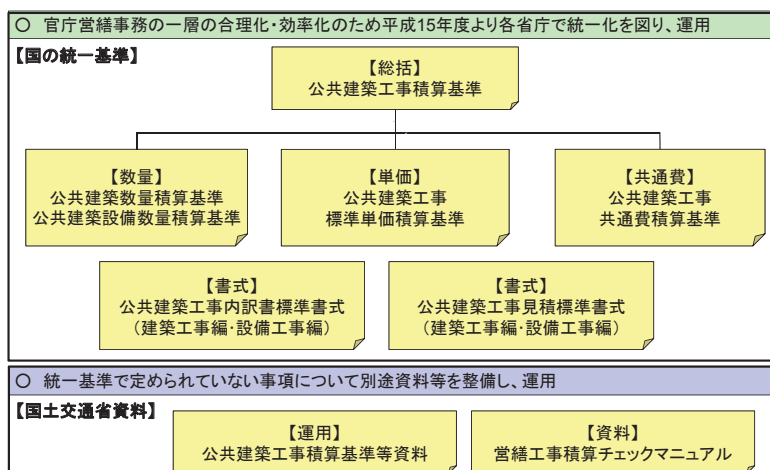 ○ 官庁営繕事務の一層の合理化・効率化のため平成15年度より各省庁で統一化を図り、運用
【国の統一基準】
【総括】
公共建築工事積算基準
【数量】
公共建築数量積算基準
公共建築設備数量積算基準
【単価】
公共建築工事
標準単価積算基準
【共通費】
公共建築工事
共通費積算基準
【書式】
公共建築工事内訳書標準書式
（建築工事編・設備工事編）
【書式】
公共建築工事見積標準書式
（建築工事編・設備工事編）
○ 統一基準で定められていない事項について別途資料等を整備し、運用
【国土交通省資料】
【運用】
公共建築工事積算基準等資料
【資料】
営繕工事積算チェックマニュアル